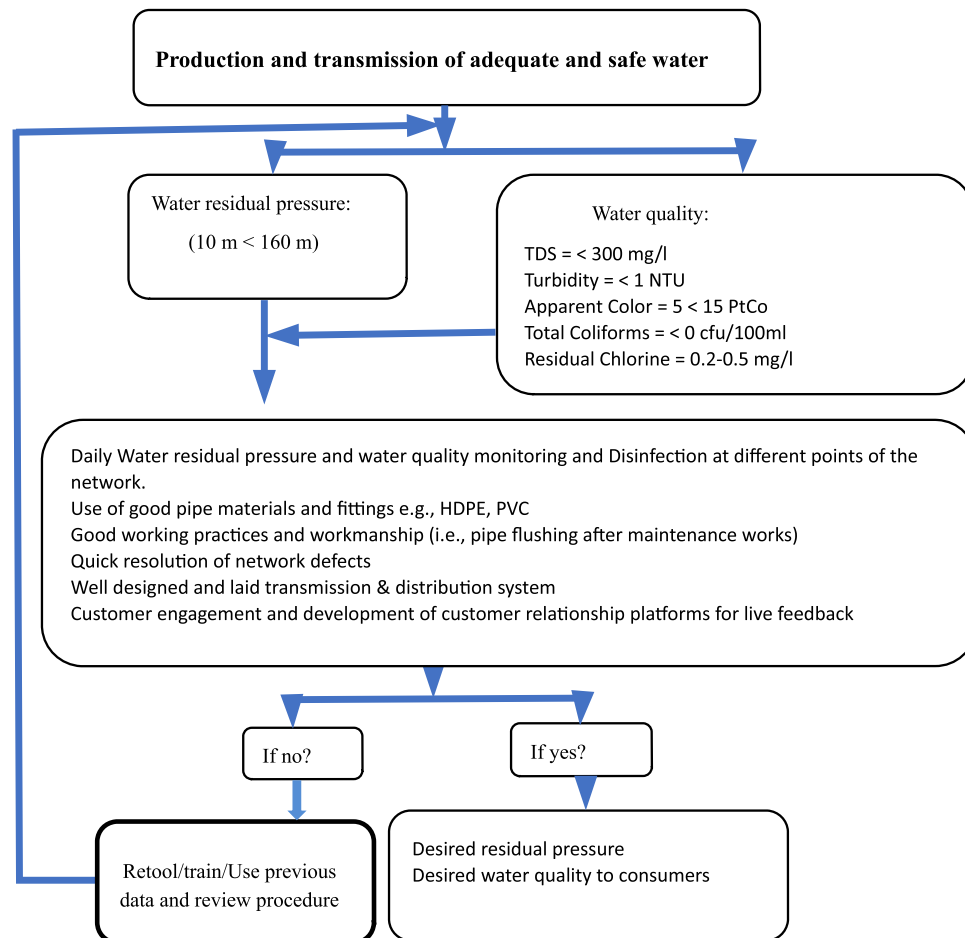 Production and transmission of adequate and safe water
Water residual pressure:
(10 m < 160 m)
Water quality:
TDS = < 300 mg/l
Turbidity = < 1 NTU
Apparent Color = 5 < 15 PtCo
Total Coliforms = < 0 cfu/100ml
Residual Chlorine = 0.2-0.5 mg/l
Daily Water residual pressure and water quality monitoring and Disinfection at different points of the
network.
Use of good pipe materials and fittings e.g., HDPE, PVC
Good working practices and workmanship (i.e., pipe flushing after maintenance works)
Quick resolution of network defects
Well designed and laid transmission & distribution system
Customer engagement and development of customer relationship platforms for live feedback
If no?
If yes?
Retool/train/Use previous
data and review procedure
Desired residual pressure
Desired water quality to consumers